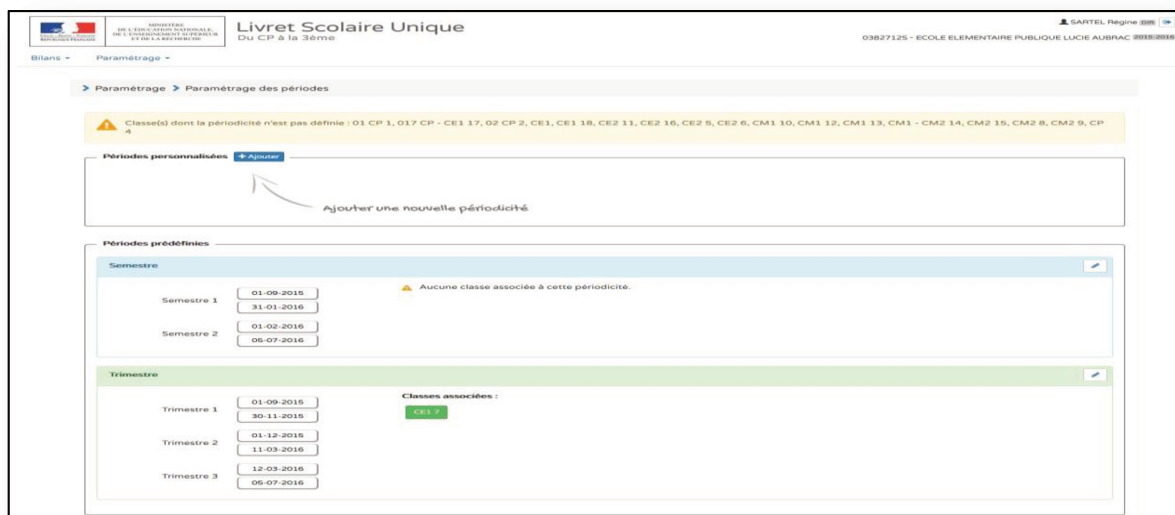 MINISTÈRE
DE L'ÉDUCATION NATIONALE,
DE L'ENSEIGNEMENT SUPÉRIEUR
ET DE LA RECHERCHE
Livret Scolaire Unique
Du CP à la 3ème
SARTEL Régine DIR
03827125 - ECOLE ELEMENTAIRE PUBLIQUE LUCIE AUBRAC 2015-2016
Bilans
Paramétrage
Paramétrage
Paramétrage des périodes
Classe(s) dont la périodicité n'est pas définie : 01 CP 1, 017 CP - CE1 17, 02 CP 2, CE1, CE1 18, CE2 11, CE2 16, CE2 5, CE2 6, CM1 10, CM1 12, CM1 13, CM1 - CM2 14, CM2 15, CM2 8, CM2 9, CP
4
Périodes personnalisées
+ Ajouter
Ajouter une nouvelle périodicité
Périodes prédéfinies
Semestre
Semestre 1
01-09-2015
31-01-2016
Aucune classe associée à cette périodicité.
Semestre 2
01-02-2016
05-07-2016
Trimestre
Trimestre 1
01-09-2015
30-11-2015
Classes associées :
CE1 7
Trimestre 2
01-12-2015
11-03-2016
Trimestre 3
12-03-2016
05-07-2016